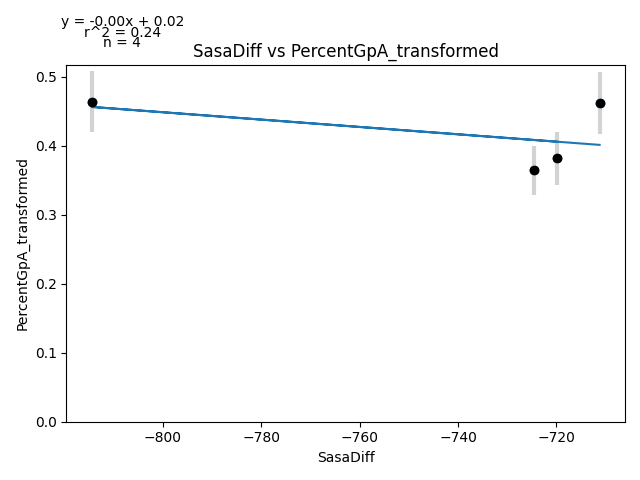 y = -0.00x + 0.02
r^2 = 0.24
n = 4
SasaDiff vs PercentGpA_transformed
0.5
0.4
0.3
0.2
0.1
0.0
PercentGpA_transformed
−800
−780
−760
−740
−720
SasaDiff